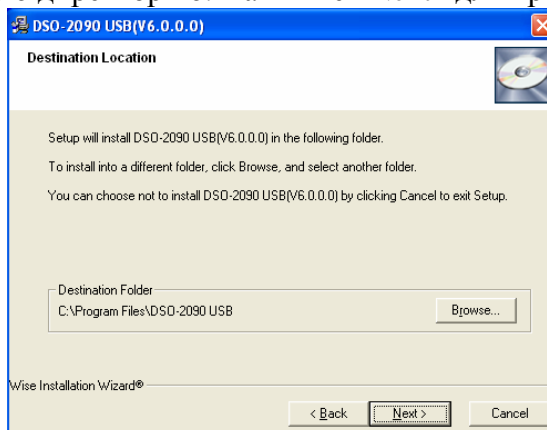 DSO-2090 USB(V6.0.0.0)
Destination Location
Setup will install DSO-2090 USB(V6.0.0.0) in the following folder.
To install into a different folder, click Browse, and select another folder.
You can choose not to install DSO-2090 USB(V6.0.0.0) by clicking Cancel to exit Setup.
Destination Folder
C:\Program Files\DSO-2090 USB
Browse...
Wise Installation Wizard®
< Back Next > Cancel